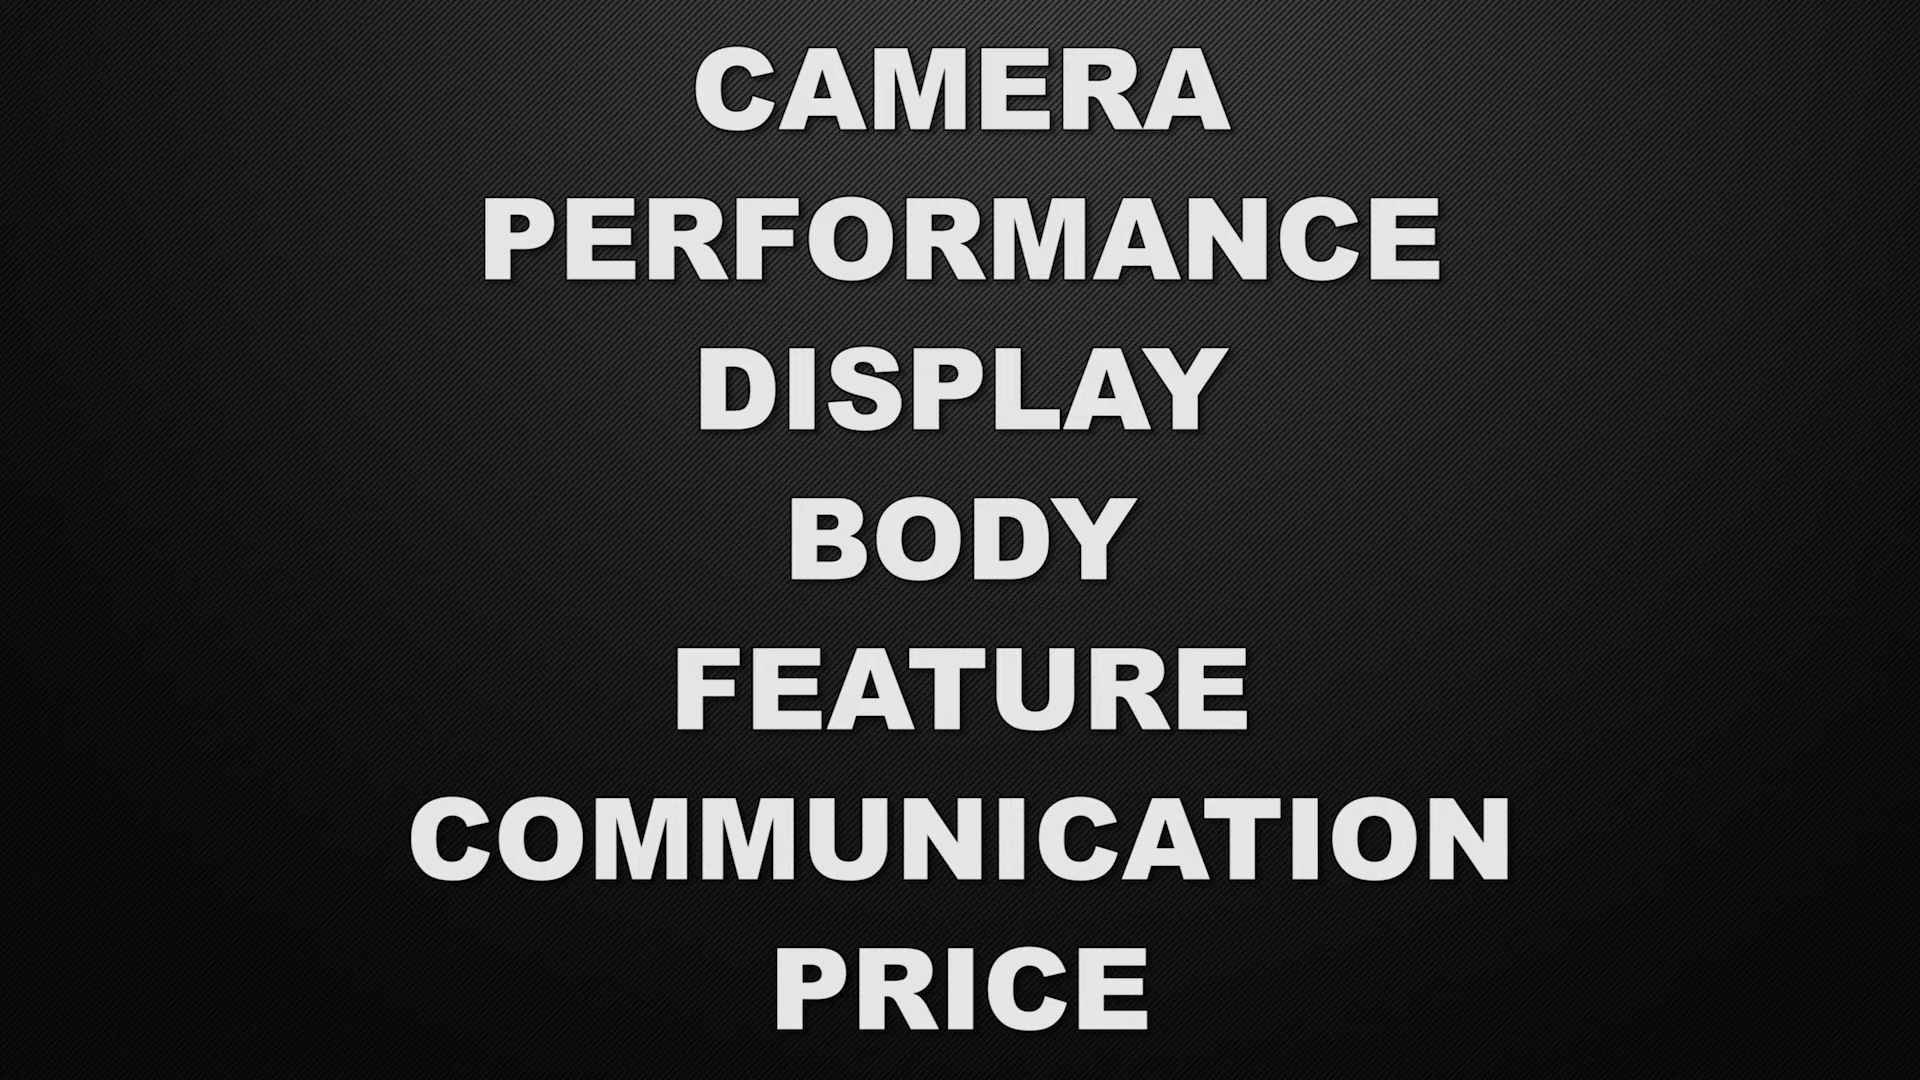 CAMERA
PERFORMANCE
DISPLAY
BODY
FEATURE
COMMUNICATION
PRICE